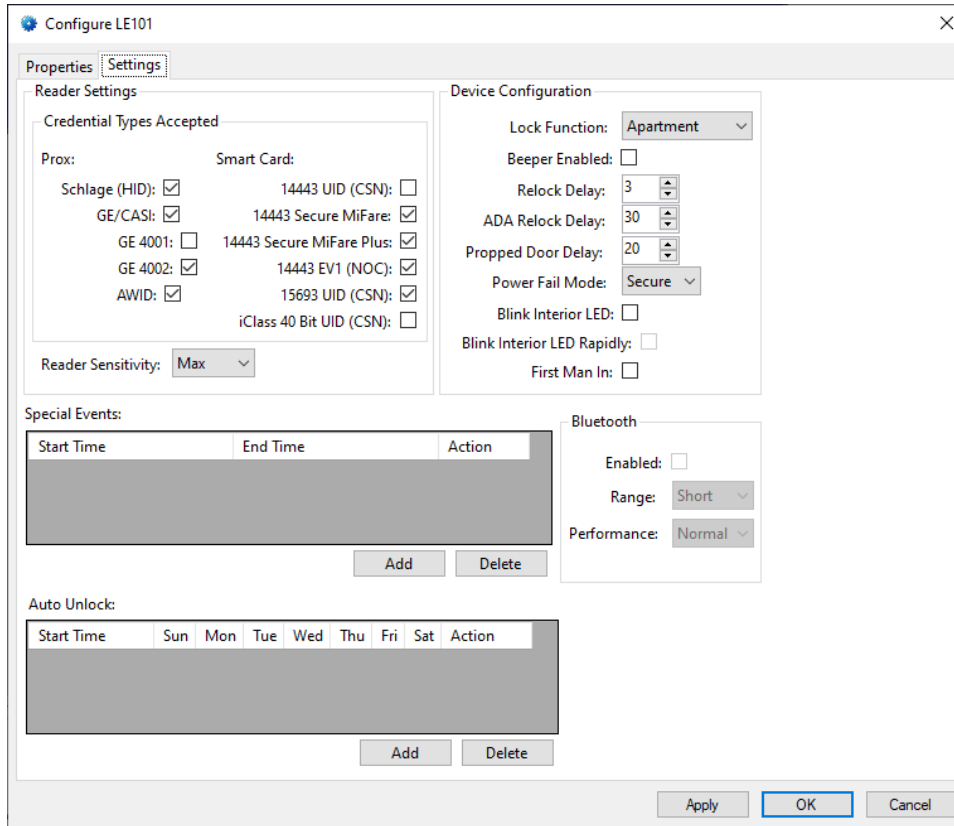 Configure LE101
Properties
Settings
Reader Settings
Credential Types Accepted
Prox:
Smart Card:
Schlage (HID):
14443 UID (CSN):
GE/CASI:
14443 Secure MiFare:
GE 4001:
14443 Secure MiFare Plus:
GE 4002:
14443 EV1 (NOC):
AWID:
15693 UID (CSN):
iClass 40 Bit UID (CSN):
Reader Sensitivity: Max
Device Configuration
Lock Function: Apartment
Beeper Enabled:
Relock Delay: 3
ADA Relock Delay: 30
Propped Door Delay: 20
Power Fail Mode: Secure
Blink Interior LED:
Blink Interior LED Rapidly:
First Man In:
Special Events:
Start Time End Time Action
Add Delete
Bluetooth
Enabled:
Range: Short
Performance: Normal
Auto Unlock:
Start Time Sun Mon Tue Wed Thu Fri Sat Action
Add Delete
Apply OK Cancel